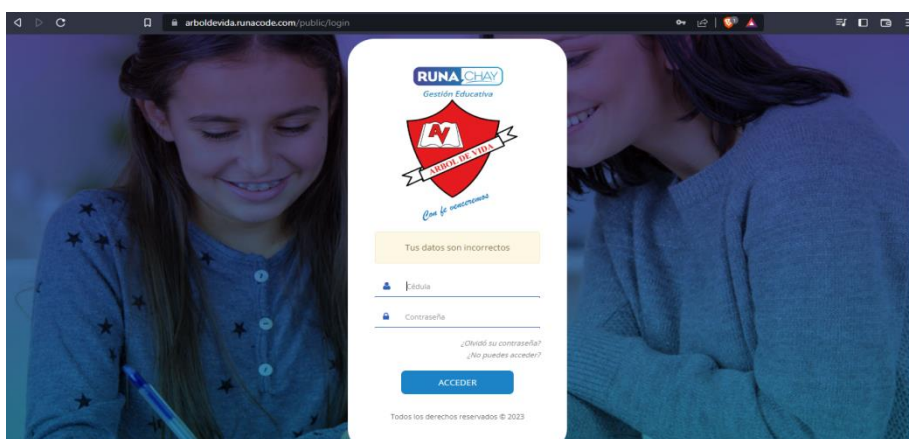 arboldevida.runacode.com/public/login
RUNA CHAY
Gestión Educativa
AV
ARBOL DE VIDA
Con fe venceremos
Tus datos son incorrectos
Cédula
Contraseña
¿Olvidó su contraseña?
¿No puedes acceder?
ACCEDER
Todos los derechos reservados © 2023